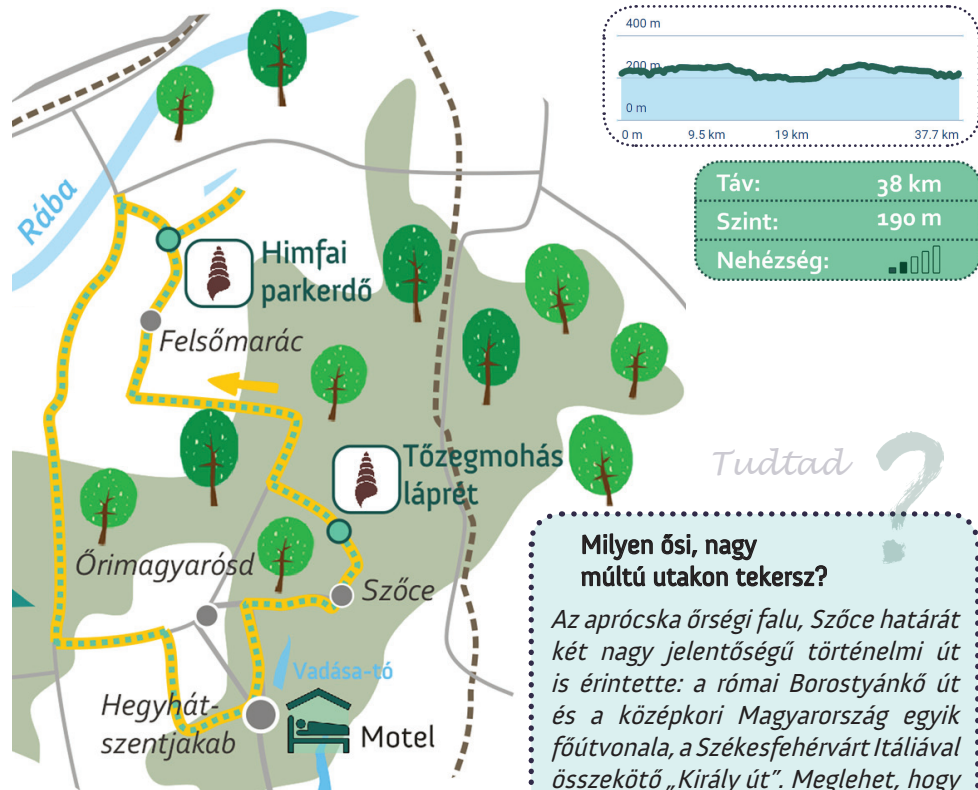 400 m
200 m
0 m
0 m 9.5 km 19 km 37.7 km
Táv: 38 km
Szint: 190 m
Nehézség:
Rába
Himfai
parkerdő
Felsőmarác
Tőzegmohás
láprét
Őrimagyarósd
Szőce
Vadása-tó
Hegyhát-
szentjakab
Motel
Tudtad ?
Milyen ősi, nagy
múltú utakon tekersz?
Az aprócska őrségi falu, Szőce határát
két nagy jelentőségű történelmi út
is érintette: a római Borostyánkő út
és a középkori Magyarország egyik
főútvonala, a Székesfehérvárt Itáliával
összekötő „Király út”. Meglehet, hogy